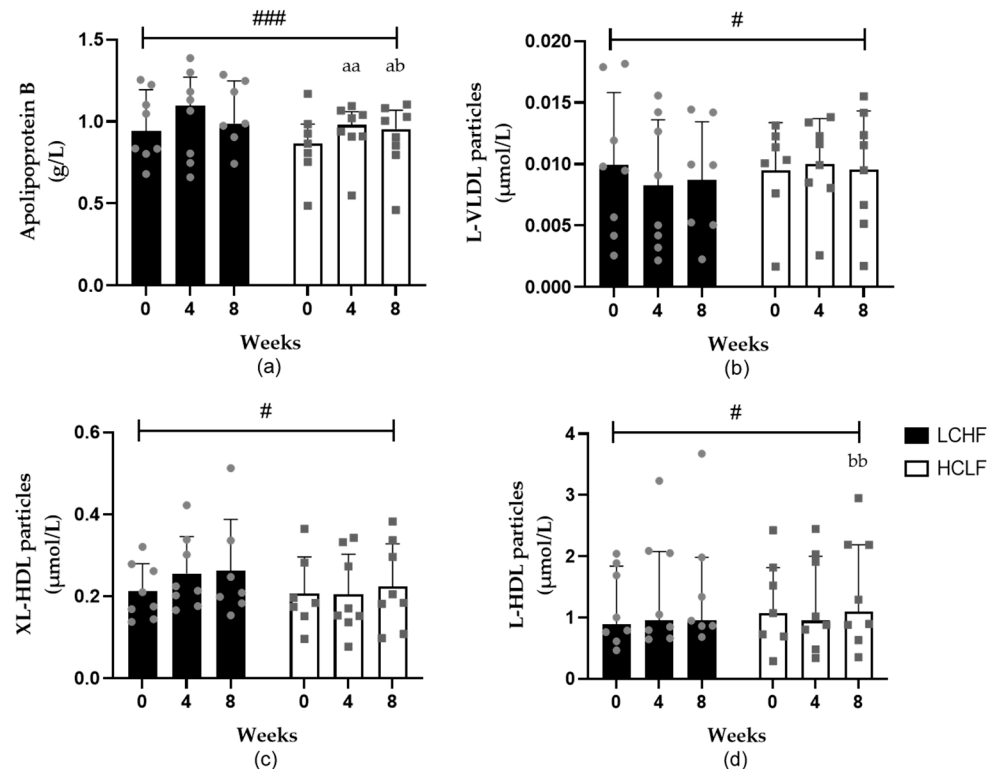 ###
Apolipoprotein B
(g/L)
1.5
1.0
0.5
0.0
aa
ab
0 4 8 0 4 8
Weeks
(a)
#
L-VLDL particles
(µmol/L)
0.020
0.015
0.010
0.005
0.000
0 4 8 0 4 8
Weeks
(b)
#
XL-HDL particles
(µmol/L)
0.6
0.4
0.2
0.0
0 4 8 0 4 8
Weeks
(c)
#
L-HDL particles
(µmol/L)
4
3
2
1
0
bb
0 4 8 0 4 8
Weeks
(d)
LCHF
HCLF